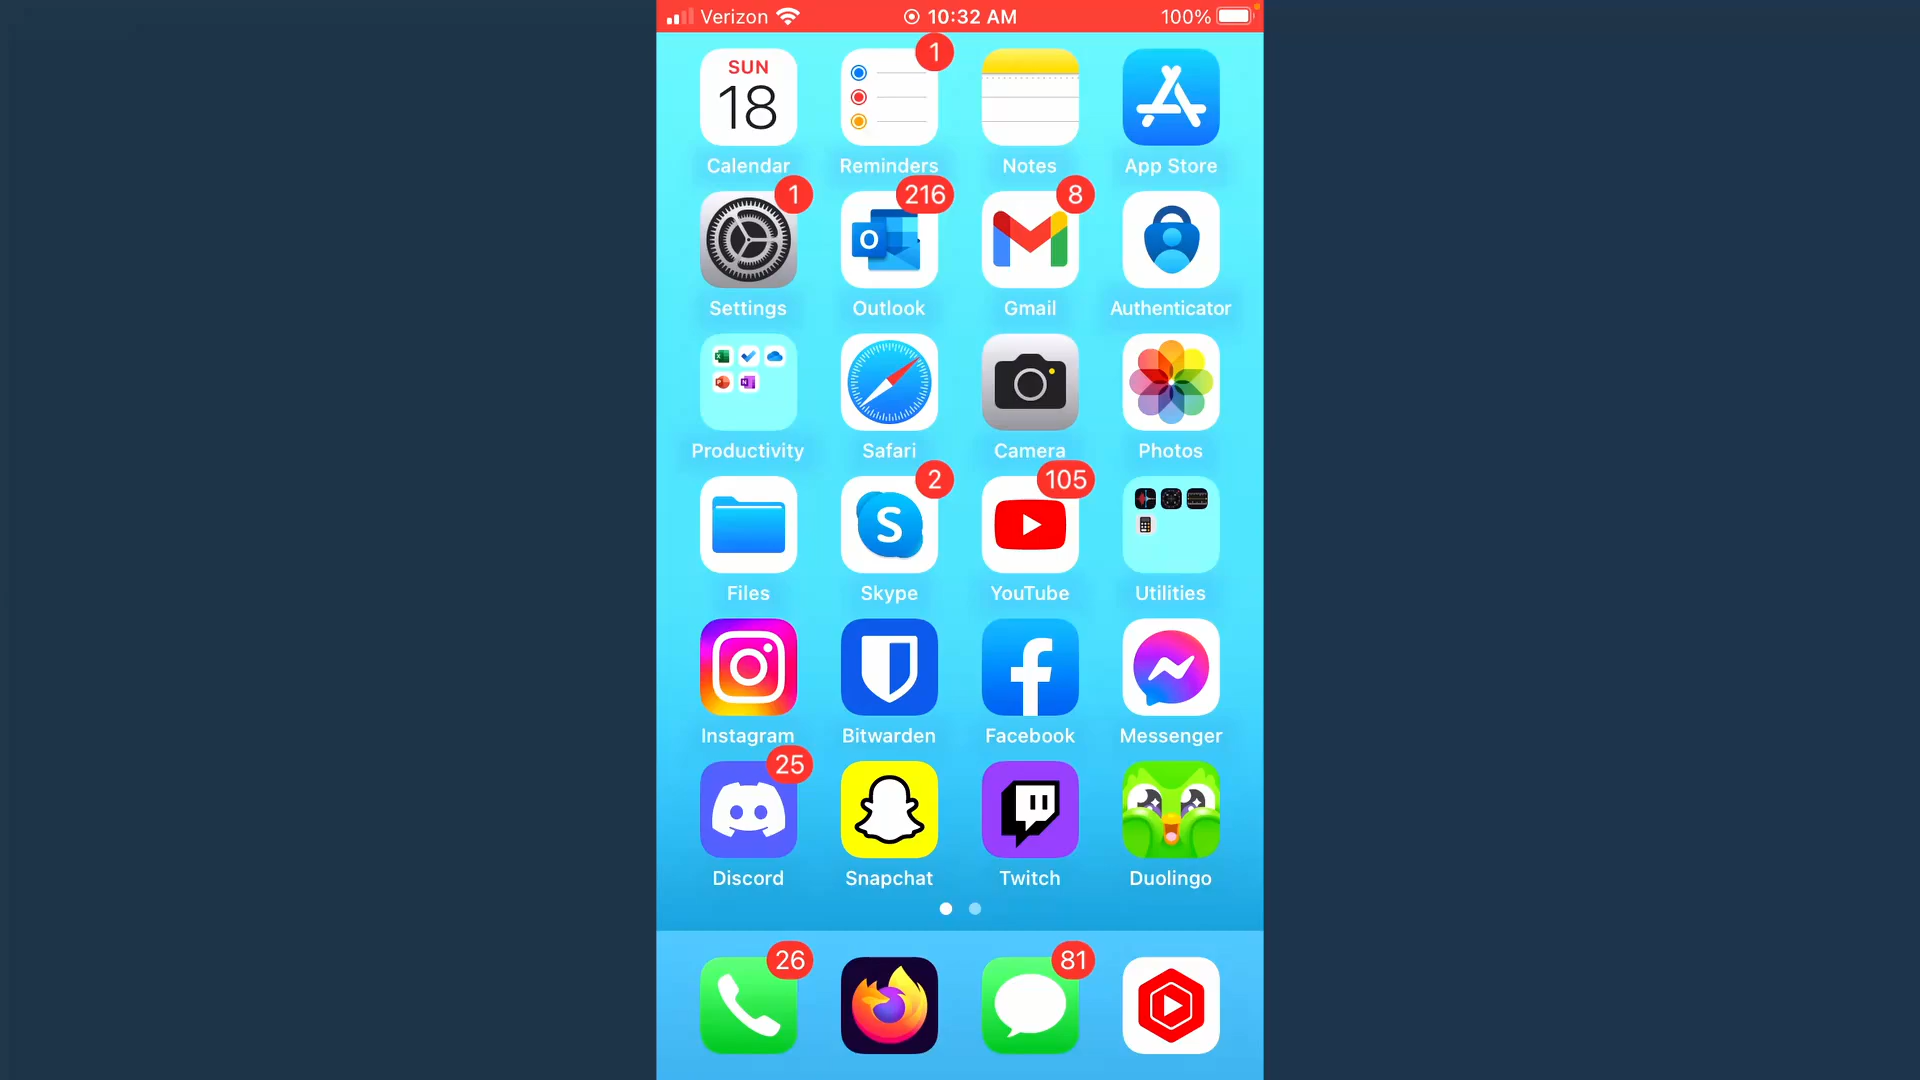 Verizon 10:32 AM 100%
SUN
18
1
Calendar Reminders Notes App Store
1 216 8
O
Settings Outlook Gmail Authenticator
Productivity Safari Camera Photos
2 105
S
Files Skype YouTube Utilities
Instagram Bitwarden Facebook Messenger
25
Discord Snapchat Twitch Duolingo
26 81